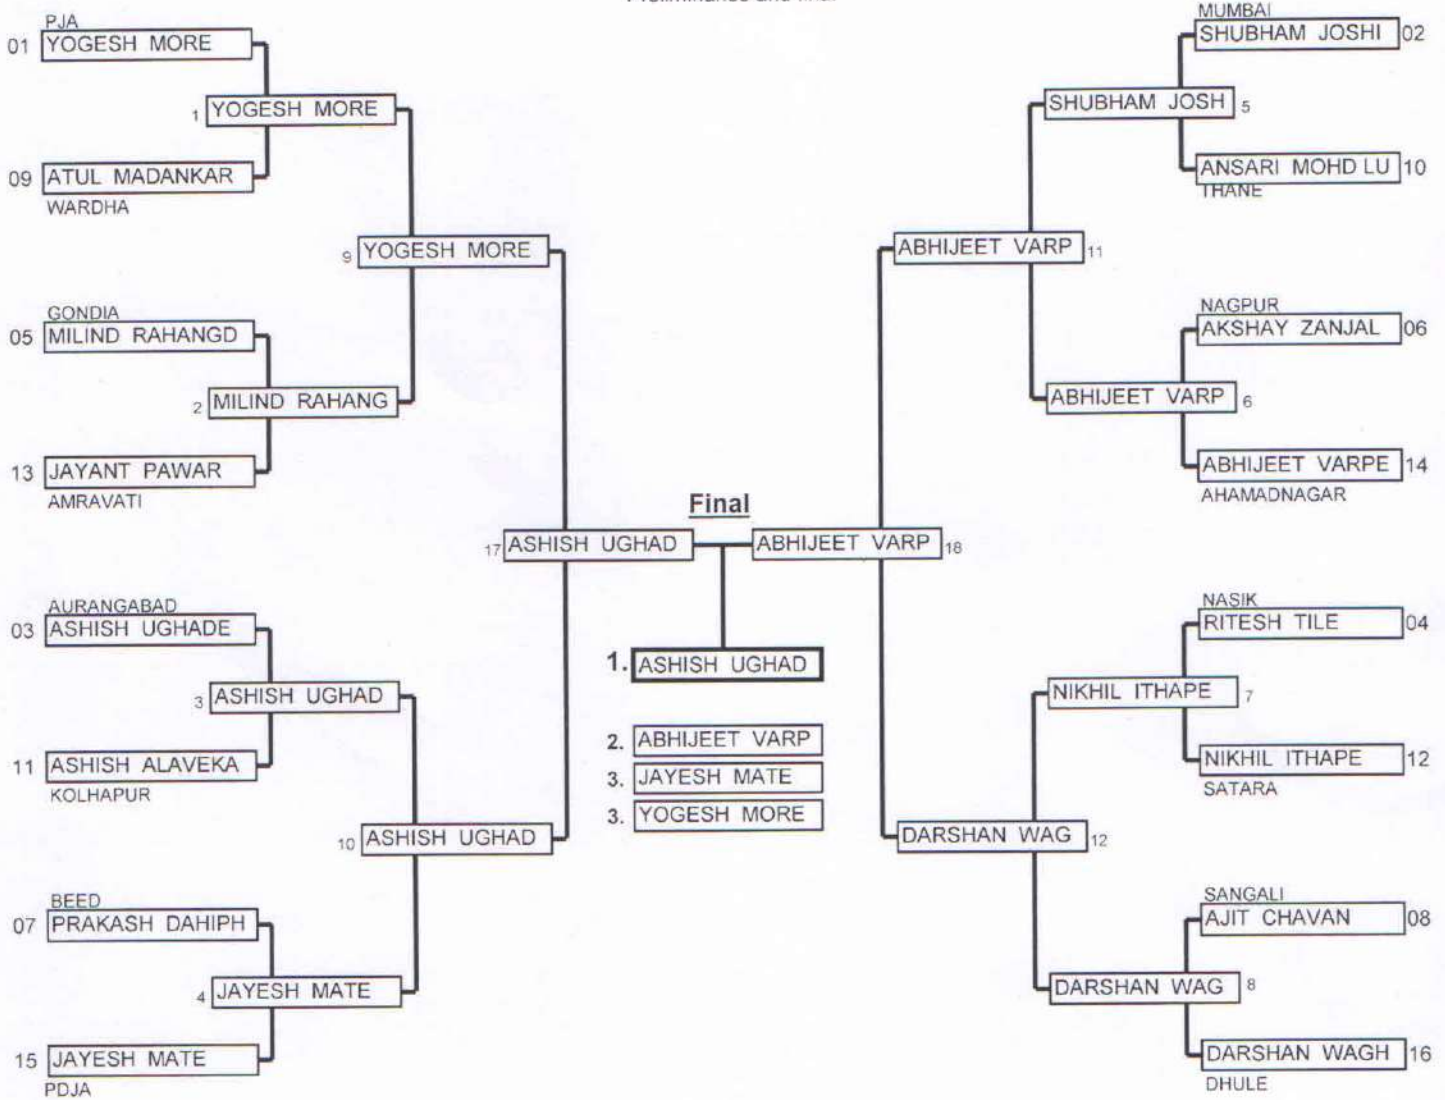 Preliminaries and final
PJA
01 YOGESH MORE
1 YOGESH MORE
09 ATUL MADANKAR
WARDHA
9 YOGESH MORE
GONDIA
05 MILIND RAHANGD
2 MILIND RAHANG
13 JAYANT PAWAR
AMRAVATI
17 ASHISH UGHAD
AURANGABAD
03 ASHISH UGHADE
3 ASHISH UGHAD
11 ASHISH ALAVEKA
KOLHAPUR
10 ASHISH UGHAD
BEED
07 PRAKASH DAHIPH
4 JAYESH MATE
15 JAYESH MATE
PDJA
Final
1. ASHISH UGHAD
2. ABHIJEET VARP
3. JAYESH MATE
3. YOGESH MORE
MUMBAI
SHUBHAM JOSHI 02
SHUBHAM JOSH 5
ANSARI MOHD LU 10
THANE
ABHIJEET VARP 11
NAGPUR
AKSHAY ZANJAL 06
ABHIJEET VARP 6
ABHIJEET VARPE 14
AHAMADNAGAR
ABHIJEET VARP 18
NASIK
RITESH TILE 04
NIKHIL ITHAPE 7
NIKHIL ITHAPE 12
SATARA
DARSHAN WAG 12
SANGALI
AJIT CHAVAN 08
DARSHAN WAG 8
DARSHAN WAGH 16
DHULE